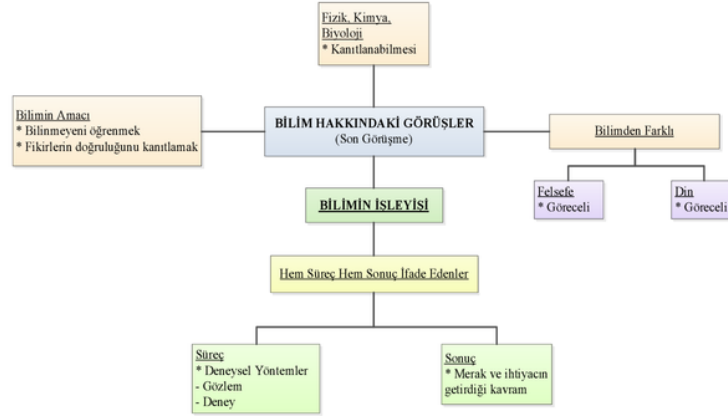 Fizik, Kimya,
Biyoloji
* Kanıtlanabilmesi
Bilimin Amacı
* Bilinmeyeni öğrenmek
* Fikirlerin doğruluğunu kanıtlamak
BİLİM HAKKINDAKİ GÖRÜŞLER
(Son Görüşme)
Bilimden Farklı
Felsefe
* Göreceli
Din
* Göreceli
BİLİMİN İŞLEYİŞİ
Hem Süreç Hem Sonuç İfade Edenler
Süreç
* Deneysel Yöntemler
- Gözlem
- Deney
Sonuç
* Merak ve ihtiyacın
getirdiği kavram